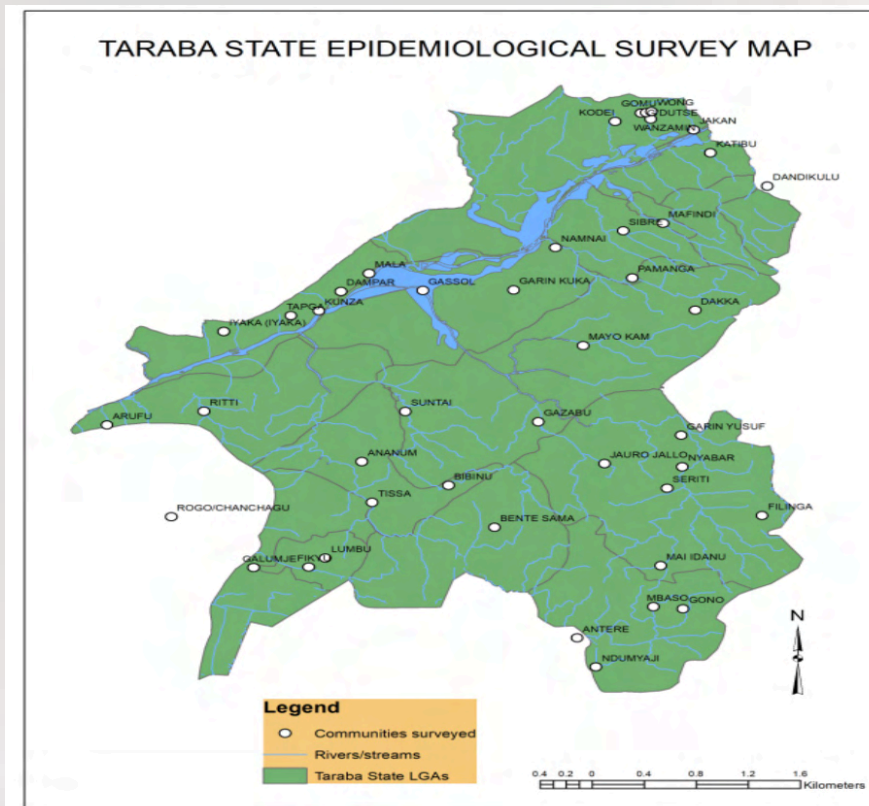 TARABA STATE EPIDEMIOLOGICAL SURVEY MAP
GOMU WONG
KODEI DUTSE
WANZAMIN JAKAN
KATIBU
DANDIKULU
MAFINDI
SIBRE
NAMNAI
MALA PAMANGA
DAMPAR GASSOL GARIN KUKA
TAPGA KUNZA DAKKA
IYAKA (IYAKA)
MAYO KAM
RITTI SUNTAI
ARUFU GAZABU
GARIN YUSUF
ANANUM JAURO JALLO NYABAR
BIBINU SERITI
TISSA
ROGO/CHANCHAGU FILINGA
BENTE SAMA
LUMBU
GALUMJE FIKYU MAI IDANU
MBASO GONO
N
ANTERE
NDUMYAJI
Legend
Communities surveyed
Rivers/streams
Taraba State LGAs
0.4 0.2 0 0.4 0.8 1.2 1.6
Kilometers